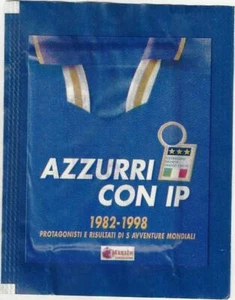 AZZURRI
CON IP
1982-1998
PROTAGONISTI E RISULTATI DI 5 AVVENTURE MONDIALI